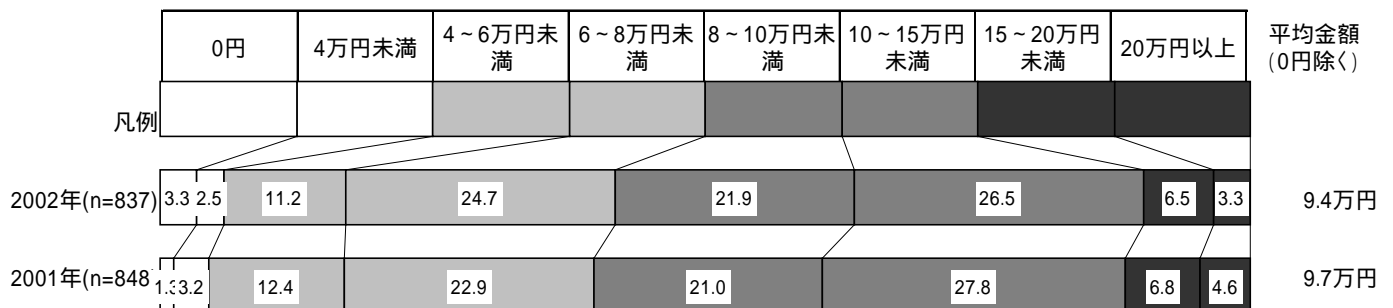 0円
4万円未満
4~6万円未
満
6~8万円未
満
8~10万円未
満
10~15万円
未満
15~20万円
未満
20万円以上
平均金額
(0円除く)
凡例
2002年(n=837)
3.3
2.5
11.2
24.7
21.9
26.5
6.5
3.3
9.4万円
2001年(n=848
1.3
3.2
12.4
22.9
21.0
27.8
6.8
4.6
9.7万円